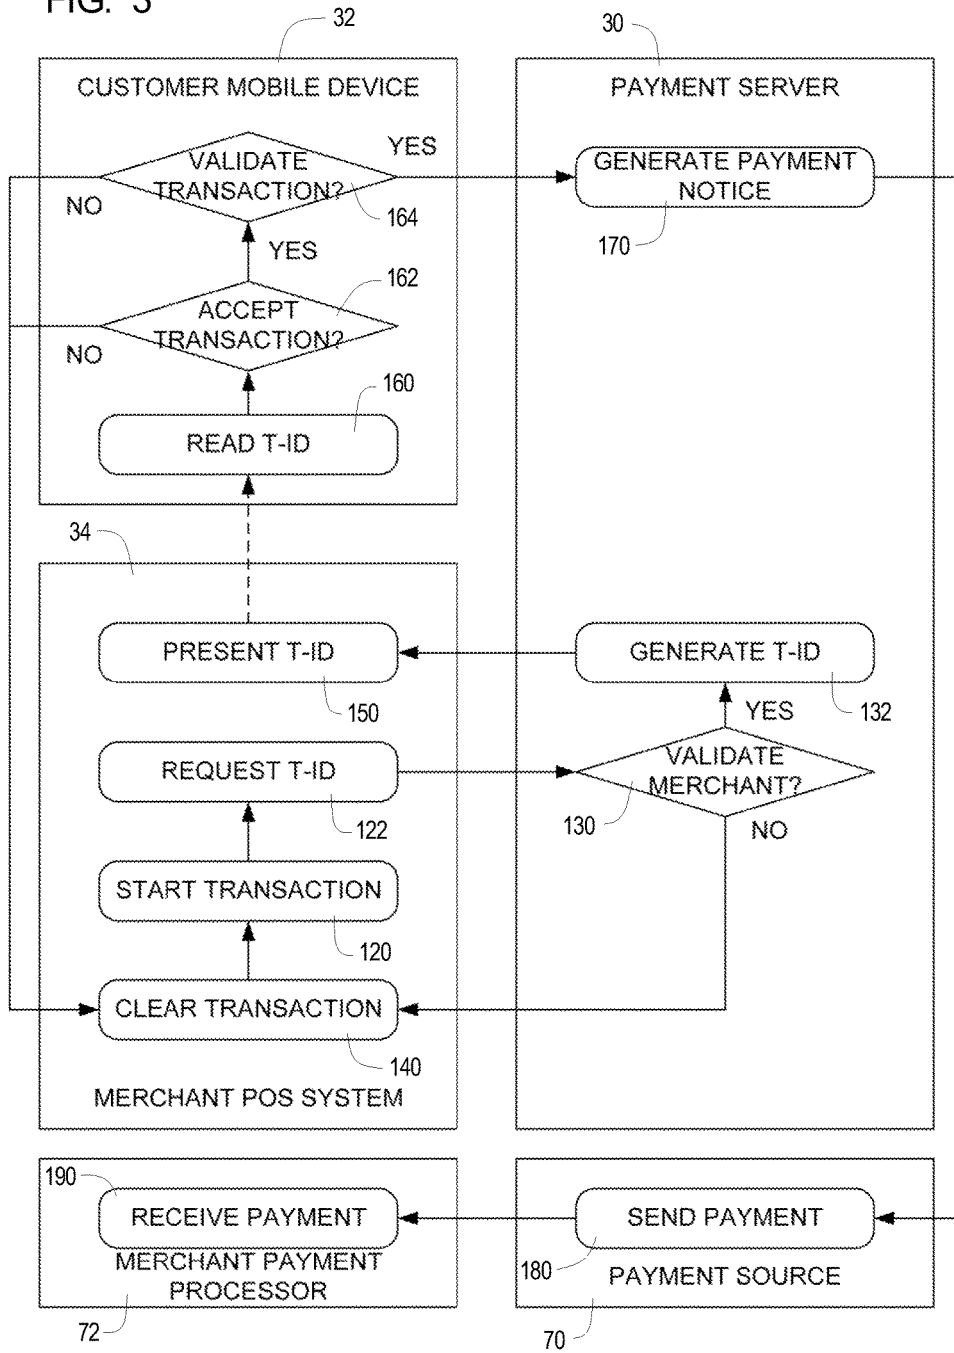 FIG. 3
32
30
CUSTOMER MOBILE DEVICE
PAYMENT SERVER
YES
VALIDATE
TRANSACTION?
NO
164
GENERATE PAYMENT
NOTICE
170
YES
162
ACCEPT
TRANSACTION?
NO
160
READ T-ID
34
PRESENT T-ID
150
GENERATE T-ID
132
YES
REQUEST T-ID
122
VALIDATE
MERCHANT?
130
NO
START TRANSACTION
120
CLEAR TRANSACTION
140
MERCHANT POS SYSTEM
190
RECEIVE PAYMENT
MERCHANT PAYMENT
PROCESSOR
72
SEND PAYMENT
180
PAYMENT SOURCE
70